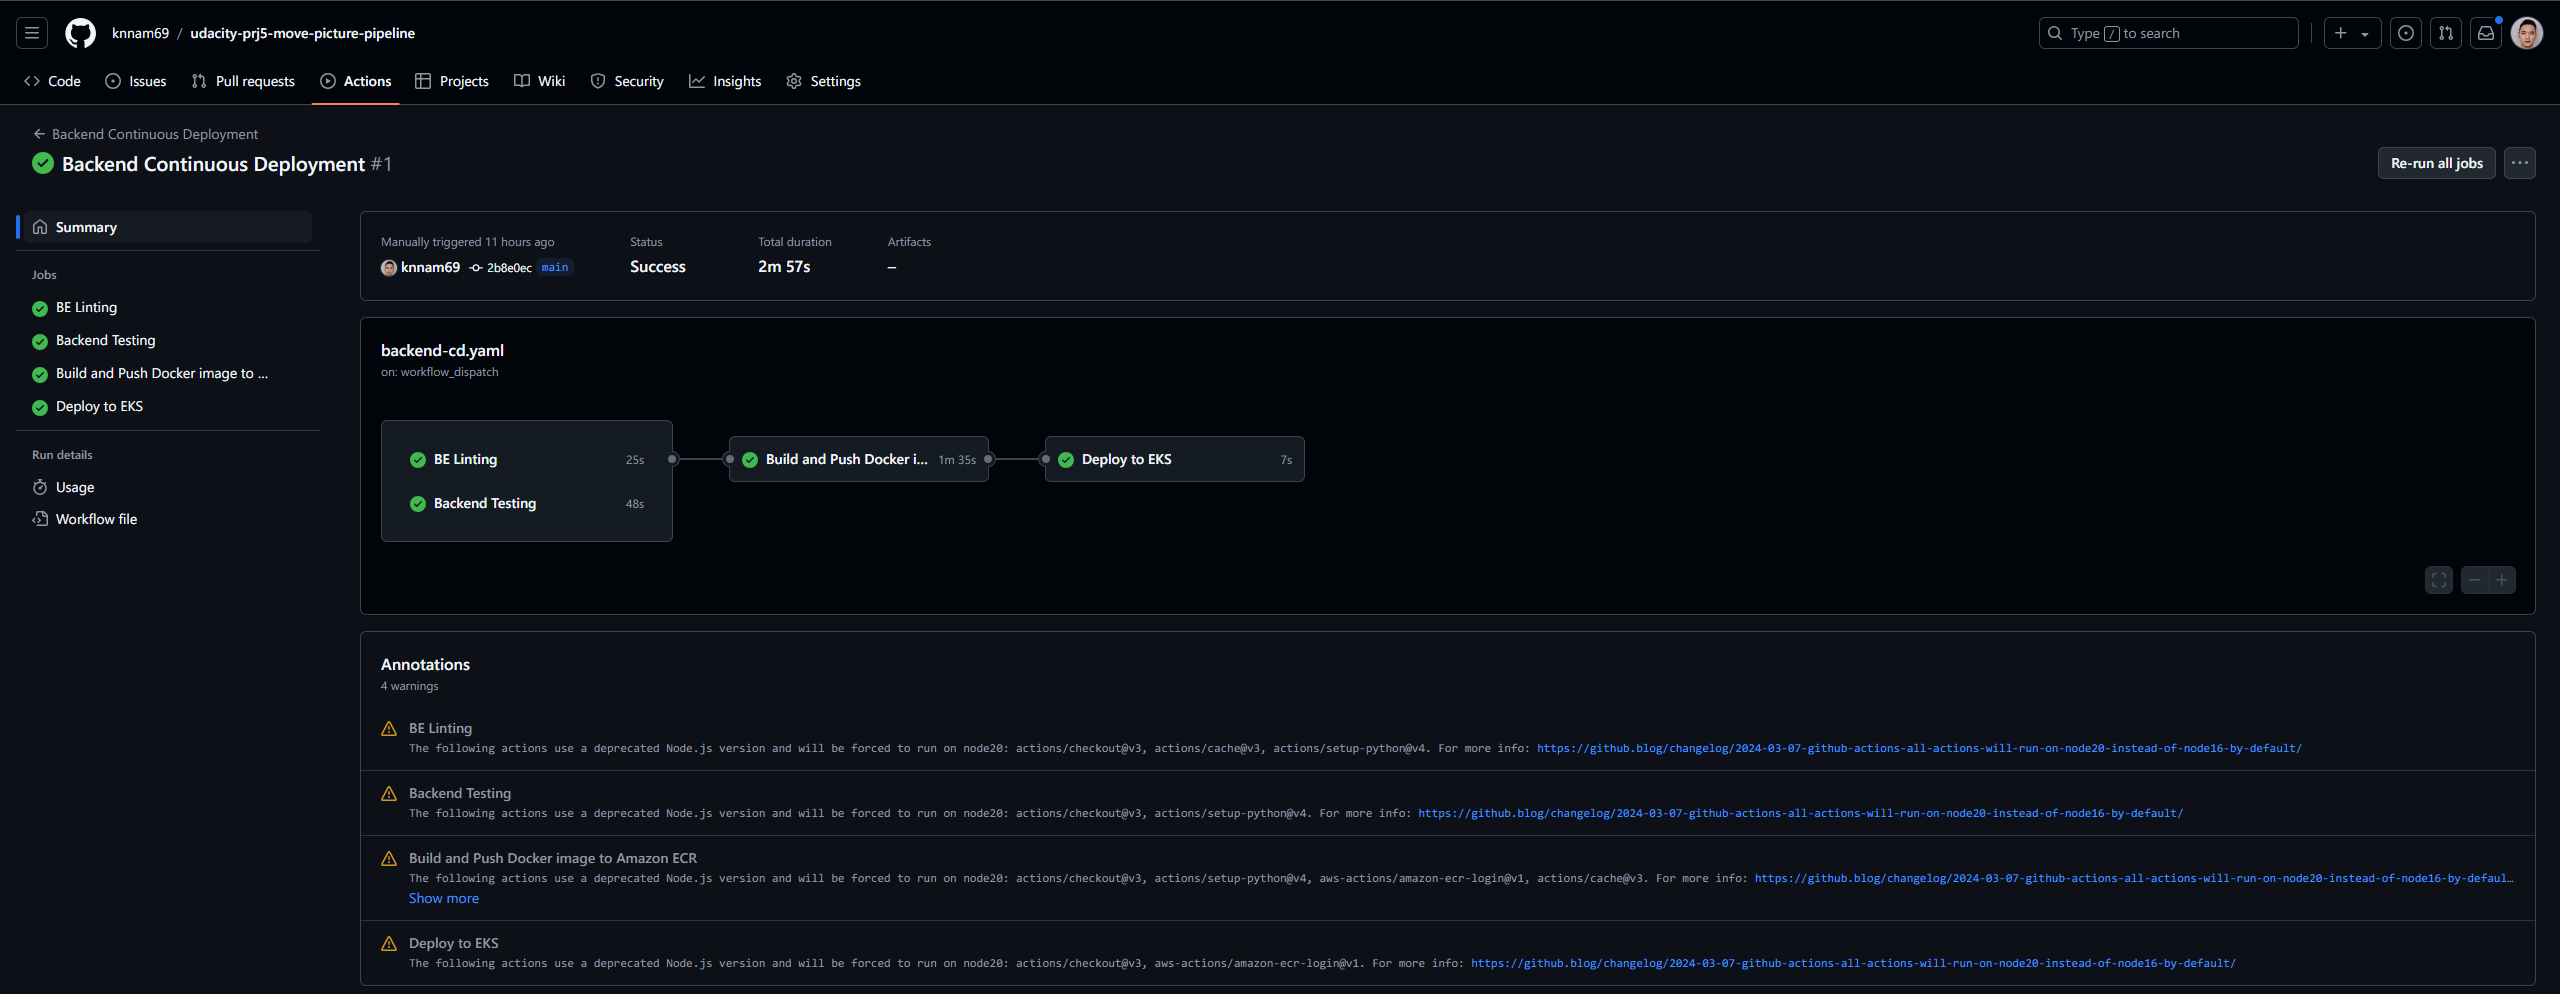 knnam69 / udacity-prj5-move-picture-pipeline
Type / to search
Code Issues Pull requests Actions Projects Wiki Security Insights Settings
Backend Continuous Deployment
Backend Continuous Deployment #1
Re-run all jobs
Summary
Jobs
BE Linting
Backend Testing
Build and Push Docker image to ...
Deploy to EKS
Run details
Usage
Workflow file
Manually triggered 11 hours ago
knnam69 2b8e0ec main
Status
Success
Total duration
2m 57s
Artifacts
–
backend-cd.yaml
on: workflow_dispatch
BE Linting 25s
Backend Testing 48s
Build and Push Docker i... 1m 35s
Deploy to EKS 7s
Annotations
4 warnings
BE Linting
The following actions use a deprecated Node.js version and will be forced to run on node20: actions/checkout@v3, actions/cache@v3, actions/setup-python@v4. For more info: https://github.blog/changelog/2024-03-07-github-actions-all-actions-will-run-on-node20-instead-of-node16-by-default/
Backend Testing
The following actions use a deprecated Node.js version and will be forced to run on node20: actions/checkout@v3, actions/setup-python@v4. For more info: https://github.blog/changelog/2024-03-07-github-actions-all-actions-will-run-on-node20-instead-of-node16-by-default/
Build and Push Docker image to Amazon ECR
The following actions use a deprecated Node.js version and will be forced to run on node20: actions/checkout@v3, actions/setup-python@v4, aws-actions/amazon-ecr-login@v1, actions/cache@v3. For more info: https://github.blog/changelog/2024-03-07-github-actions-all-actions-will-run-on-node20-instead-of-node16-by-defaul…
Show more
Deploy to EKS
The following actions use a deprecated Node.js version and will be forced to run on node20: actions/checkout@v3, aws-actions/amazon-ecr-login@v1. For more info: https://github.blog/changelog/2024-03-07-github-actions-all-actions-will-run-on-node20-instead-of-node16-by-default/